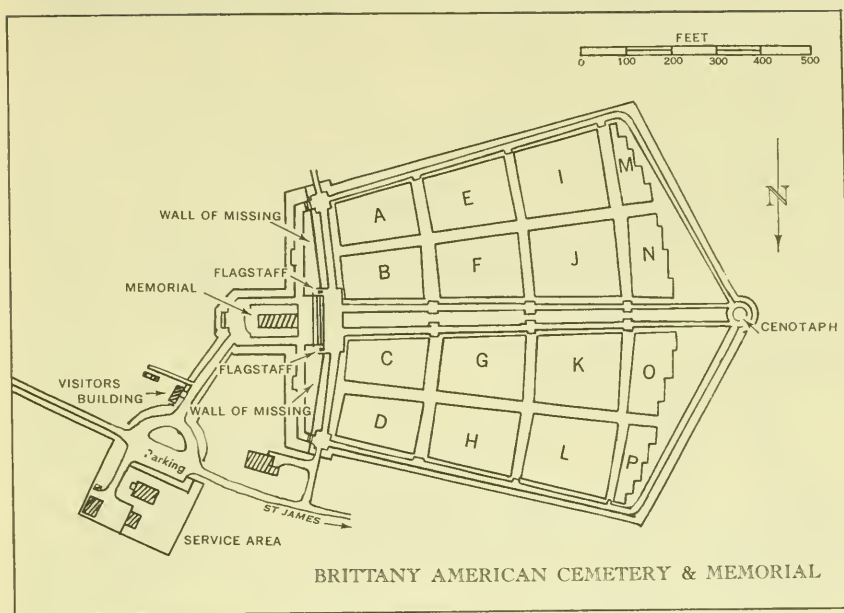 FEET
0 100 200 300 400 500
N
WALL OF MISSING
FLAGSTAFF
MEMORIAL
A
E
I
M
B
F
J
N
CENOTAPH
C
G
K
O
D
H
L
P
FLAGSTAFF
WALL OF MISSING
VISITORS
BUILDING
Parking
ST JAMES
SERVICE AREA
BRITTANY AMERICAN CEMETERY & MEMORIAL